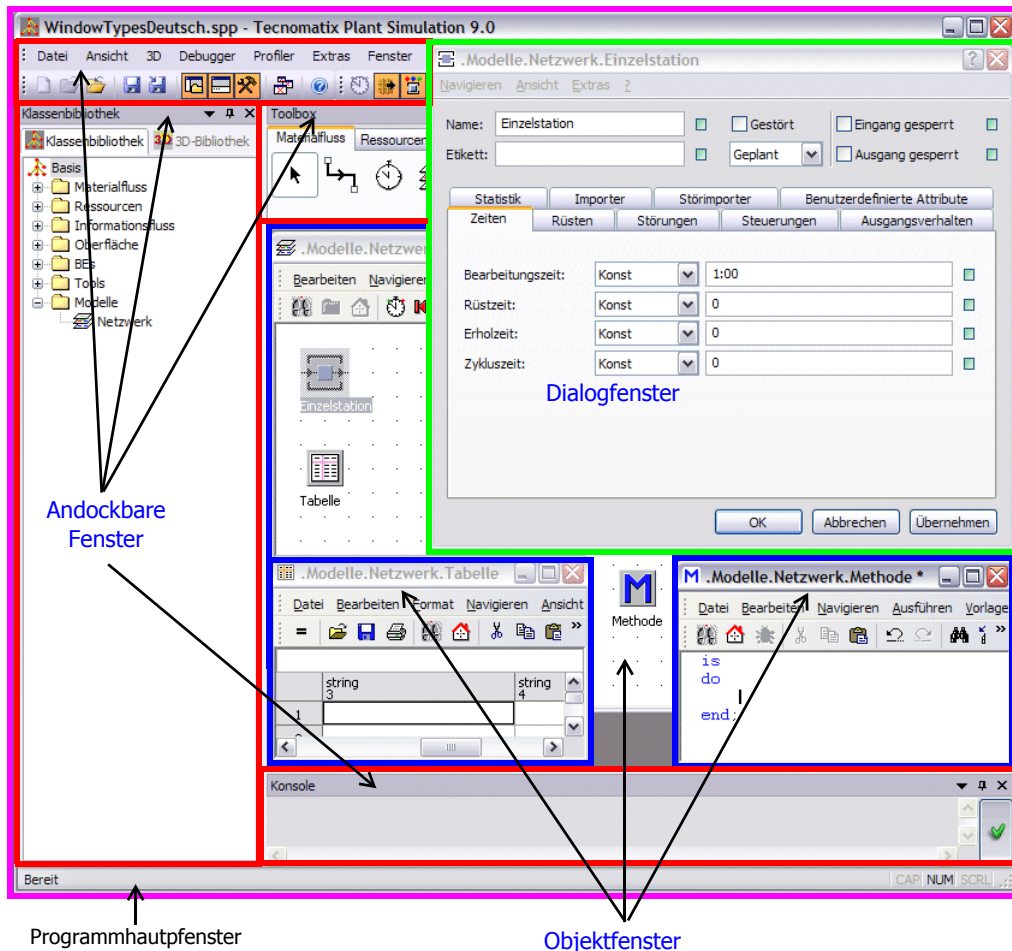 WindowTypesDeutsch.spp - Tecnomatix Plant Simulation 9.0
Datei Ansicht 3D Debugger Profiler Extras Fenster
Klassenbibliothek
Klassenbibliothek 3D 3D-Bibliothek
Basis
Materialfluss
Ressourcen
Informationsfluss
Oberfläche
BEs
Tools
Modelle
Netzwerk
Toolbox
Materialfluss Ressourcen
.Modelle.Netzwerk.Einzelstation
Navigieren Ansicht Extras ?
Name: Einzelstation Gestört Eingang gesperrt
Etikett: Geplant Ausgang gesperrt
Statistik Importer Störimporter Benutzerdefinierte Attribute
Zeiten Rüsten Störungen Steuerungen Ausgangsverhalten
Bearbeitungszeit: Konst 1:00
Rüstzeit: Konst 0
Erholzeit: Konst 0
Zykluszeit: Konst 0
Dialogfenster
OK Abbrechen Übernehmen
.Modelle.Netzwerk
Bearbeiten Navigieren
Einzelstation
Tabelle
Andockbare
Fenster
.Modelle.Netzwerk.Tabelle
Datei Bearbeiten Format Navigieren Ansicht
string string
3 4
1
Methode
M .Modelle.Netzwerk.Methode *
Datei Bearbeiten Navigieren Ausführen Vorlage
is
do
end;
Konsole
Bereit CAP NUM SCRL
Programmhautpfenster
Objektfenster